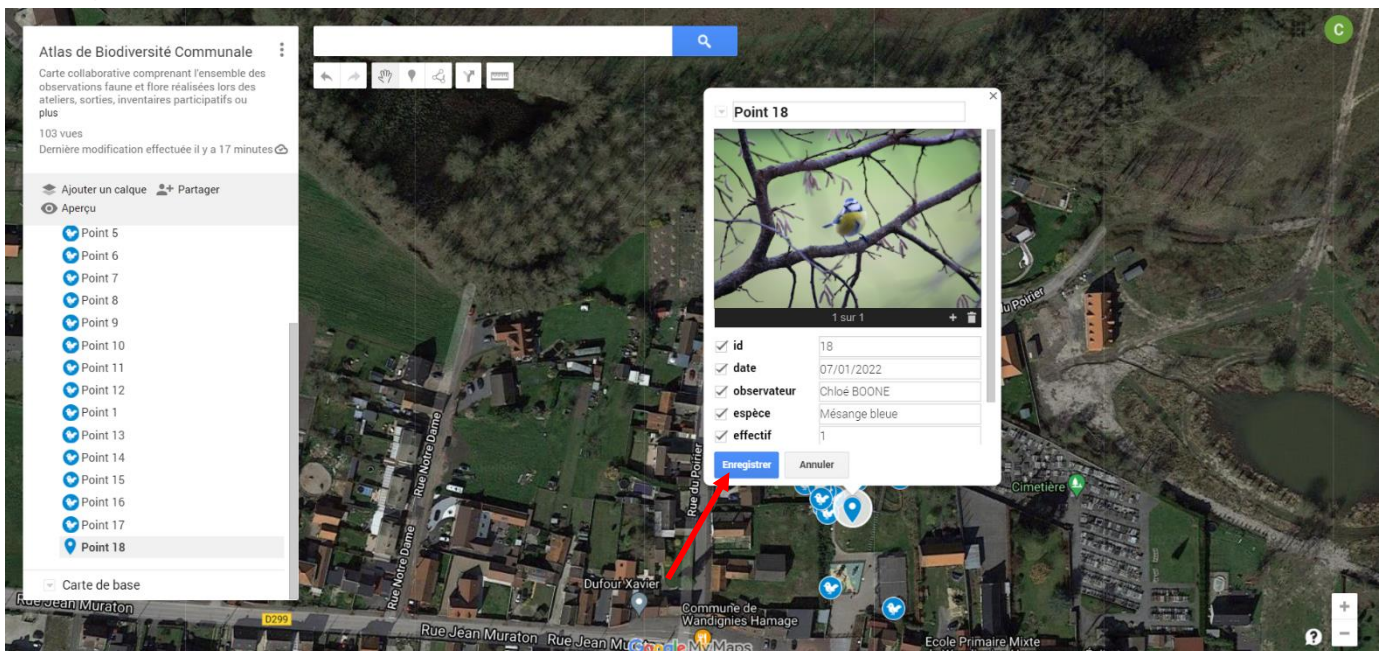 Atlas de Biodiversité Communale
Carte collaborative comprenant l'ensemble des
observations faune et flore réalisées lors des
ateliers, sorties, inventaires participatifs ou
plus
103 vues
Dernière modification effectuée il y a 17 minutes
Ajouter un calque Partager
Aperçu
Point 5
Point 6
Point 7
Point 8
Point 9
Point 10
Point 11
Point 12
Point 1
Point 13
Point 14
Point 15
Point 16
Point 17
Point 18
Carte de base
C
Point 18
1 sur 1
id 18
date 07/01/2022
observateur Chloé BOONE
espèce Mésange bleue
effectif 1
Enregistrer Annuler
du Poirier
Rue Notre Dame
Rue du Poirier
Cimetière
Rue Notre Dame
Dufour Xavier
Commune de
Wandignies Hamage
Rue Jean Muraton
D299
Rue Jean Muraton
Rue Jean Mu
Google My Maps
Ecole Primaire Mixte